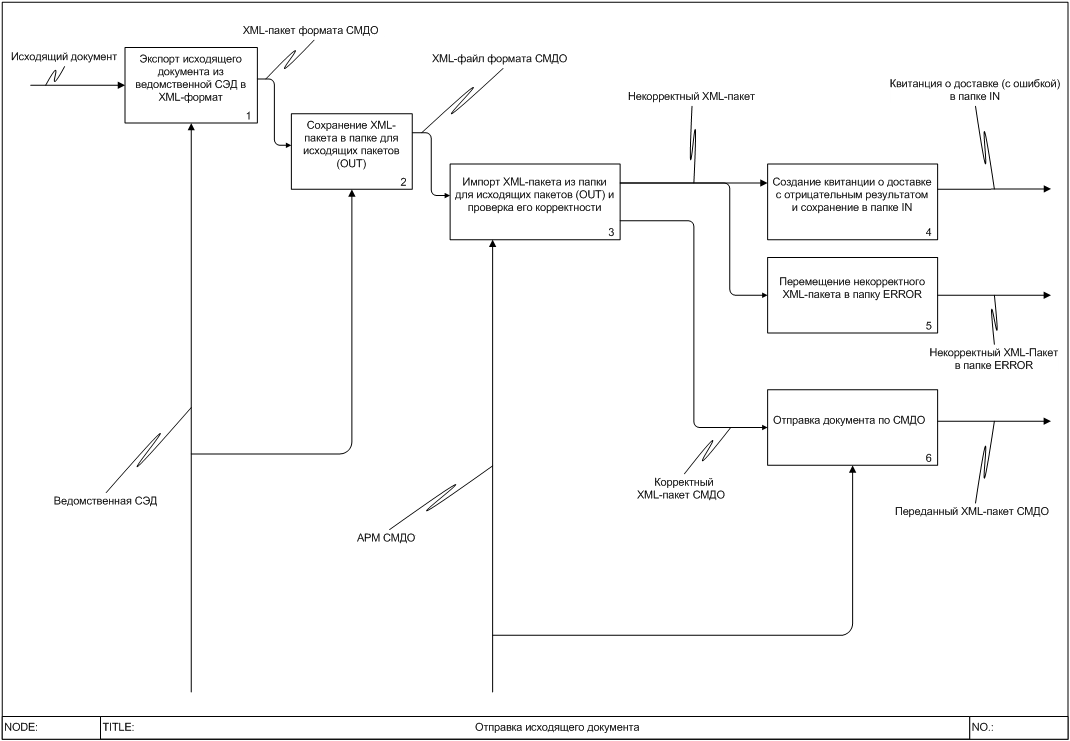 XML-пакет формата СМДО
Исходящий документ
Экспорт исходящего
документа из
ведомственной СЭД в
XML-формат
1
XML-файл формата СМДО
Сохранение XML-
пакета в папке для
исходящих пакетов
(OUT)
2
Некорректный XML-пакет
Импорт XML-пакета из папки
для исходящих пакетов (OUT) и
проверка его корректности
3
Квитанция о доставке (с ошибкой)
в папке IN
Создание квитанции о доставке
с отрицательным результатом
и сохранение в папке IN
4
Перемещение некорректного
XML-пакета в папку ERROR
5
Некорректный XML-Пакет
в папке ERROR
Отправка документа по СМДО
6
Ведомственная СЭД
АРМ СМДО
Корректный
XML-пакет СМДО
Переданный XML-пакет СМДО
NODE:
TITLE:
Отправка исходящего документа
NO.: